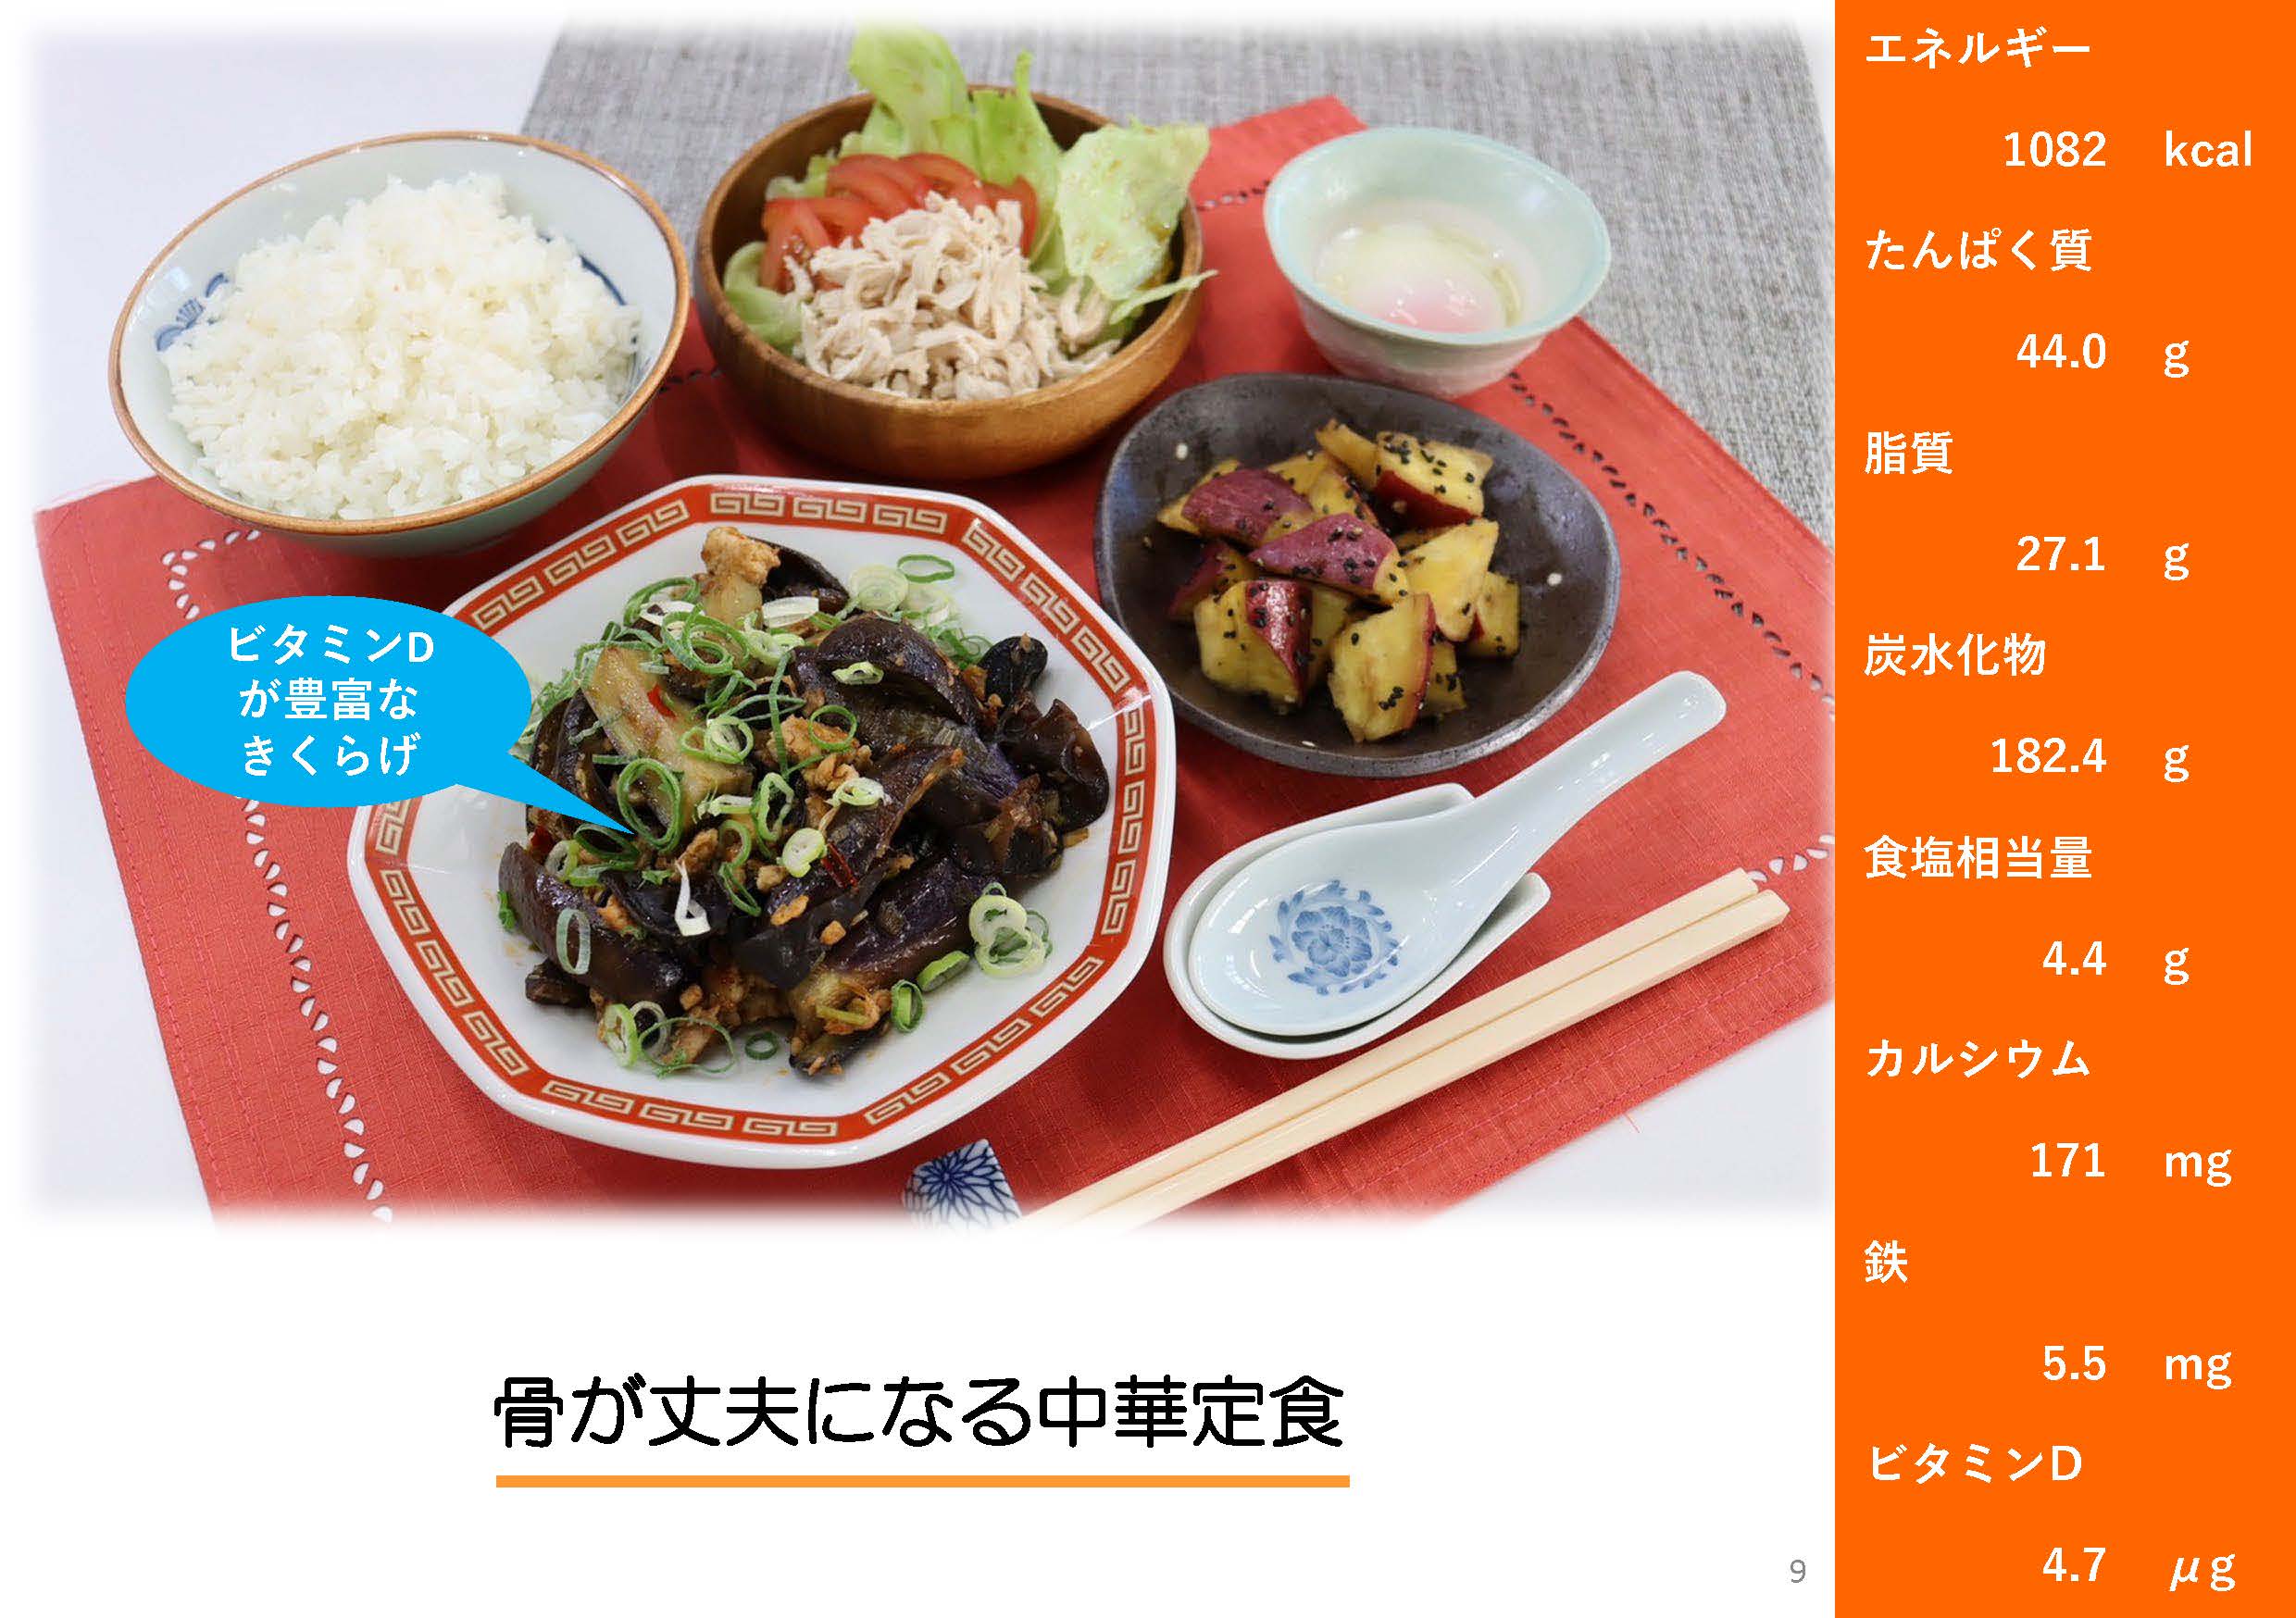 ビタミンD
が豊富な
きくらげ
骨が丈夫になる中華定食
9
エネルギー
1082 kcal
たんぱく質
44.0 g
脂質
27.1 g
炭水化物
182.4 g
食塩相当量
4.4 g
カルシウム
171 mg
鉄
5.5 mg
ビタミンD
4.7 μg